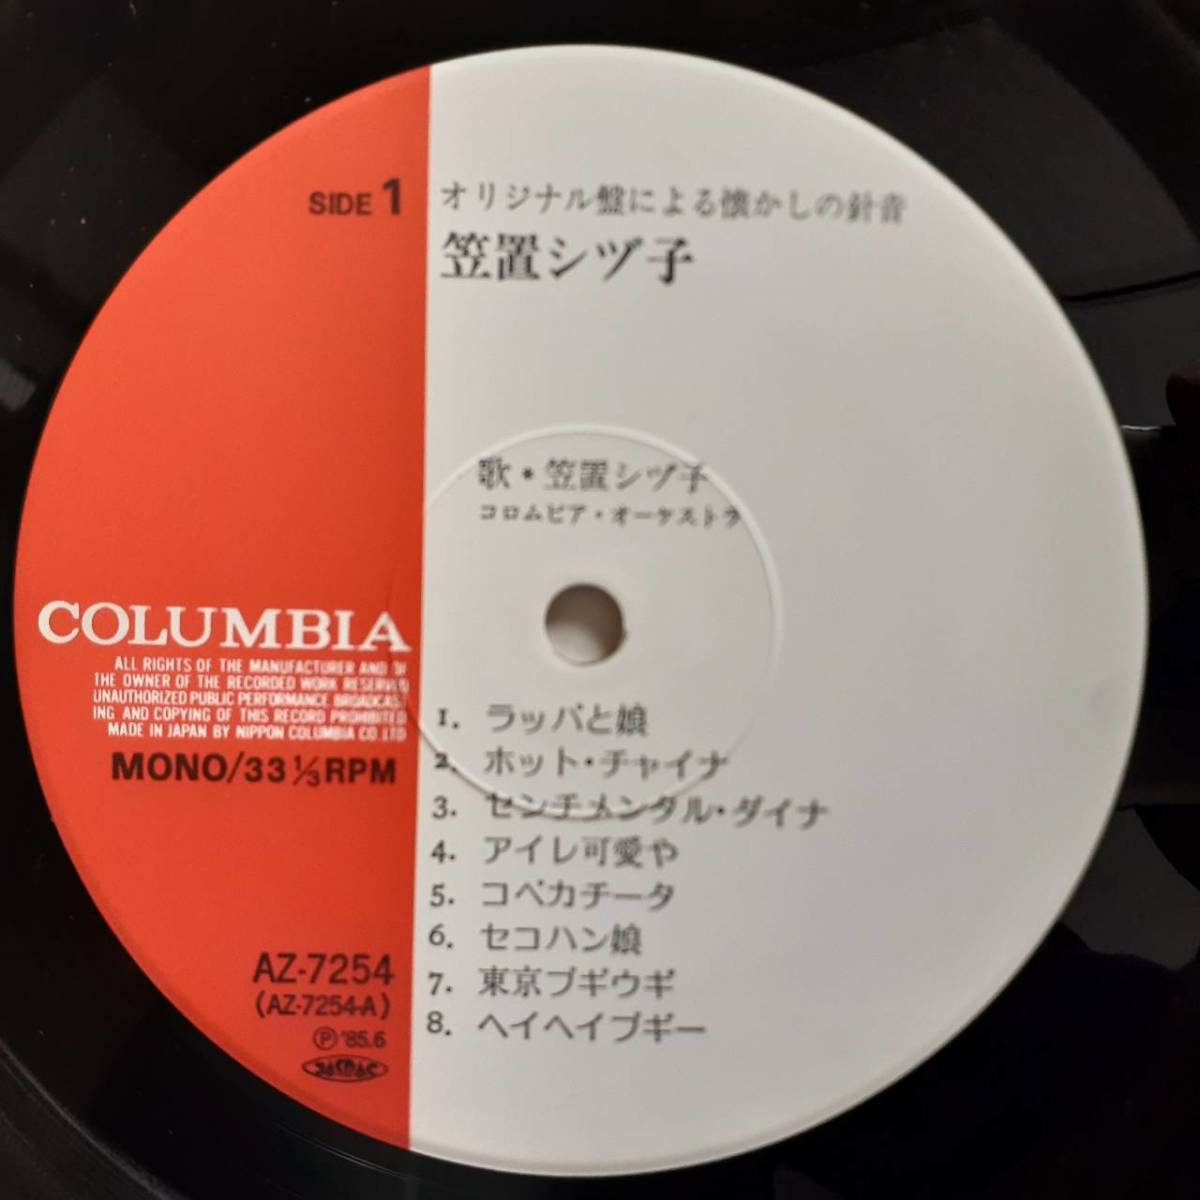 SIDE 1
オリジナル盤による懐かしの針音
笠置シヅ子
歌・笠置シヅ子
コロムビア・オーケストラ
COLUMBIA
ALL RIGHTS OF THE MANUFACTURER AND OF
THE OWNER OF THE RECORDED WORK RESERVED
UNAUTHORIZED PUBLIC PERFORMANCE BROADCAST
ING AND COPYING OF THIS RECORD PROHIBITED
MADE IN JAPAN BY NIPPON COLUMBIA CO. LTD
MONO/33 1/3 RPM
1. ラッパと娘
2. ホット・チャイナ
3. センチメンタル・ダイナ
4. アイレ可愛や
5. コペカチータ
6. セコハン娘
7. 東京ブギウギ
8. ヘイヘイブギー
AZ-7254
(AZ-7254-A)
Ⓟ '85.6
JASRAC